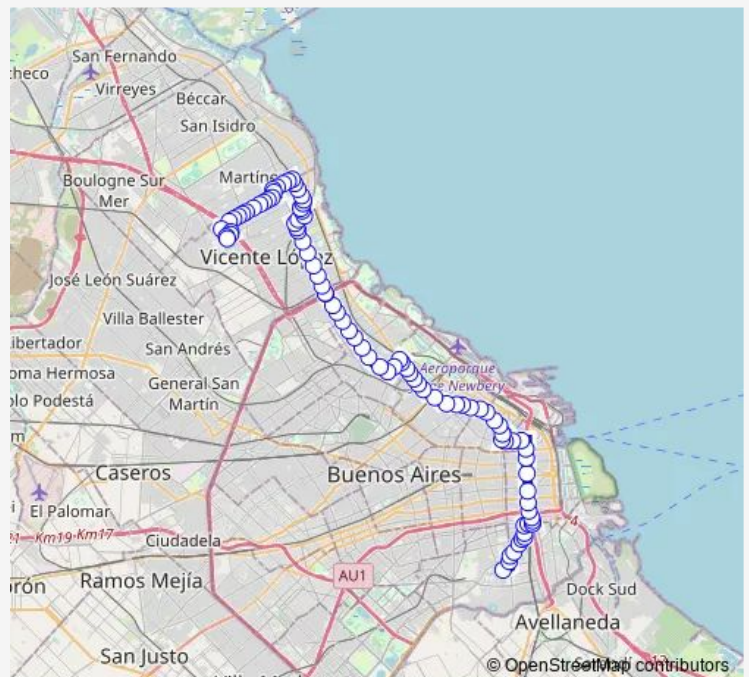 San Fernando
checo
Virreyes
Béccar
San Isidro
Boulogne Sur
Mer
Martíne
Vicente López
José León Suárez
Villa Ballester
ibertador
San Andrés
oma Hermosa
General San
Martín
olo Podestá
m
Aeroparque
ce Newbery
Caseros
Buenos Aires
El Palomar
Km19
Km17
Ciudadela
4
rón
Ramos Mejía
AU1
Dock Sud
Avellaneda
San Justo
© OpenStreetMap contributors